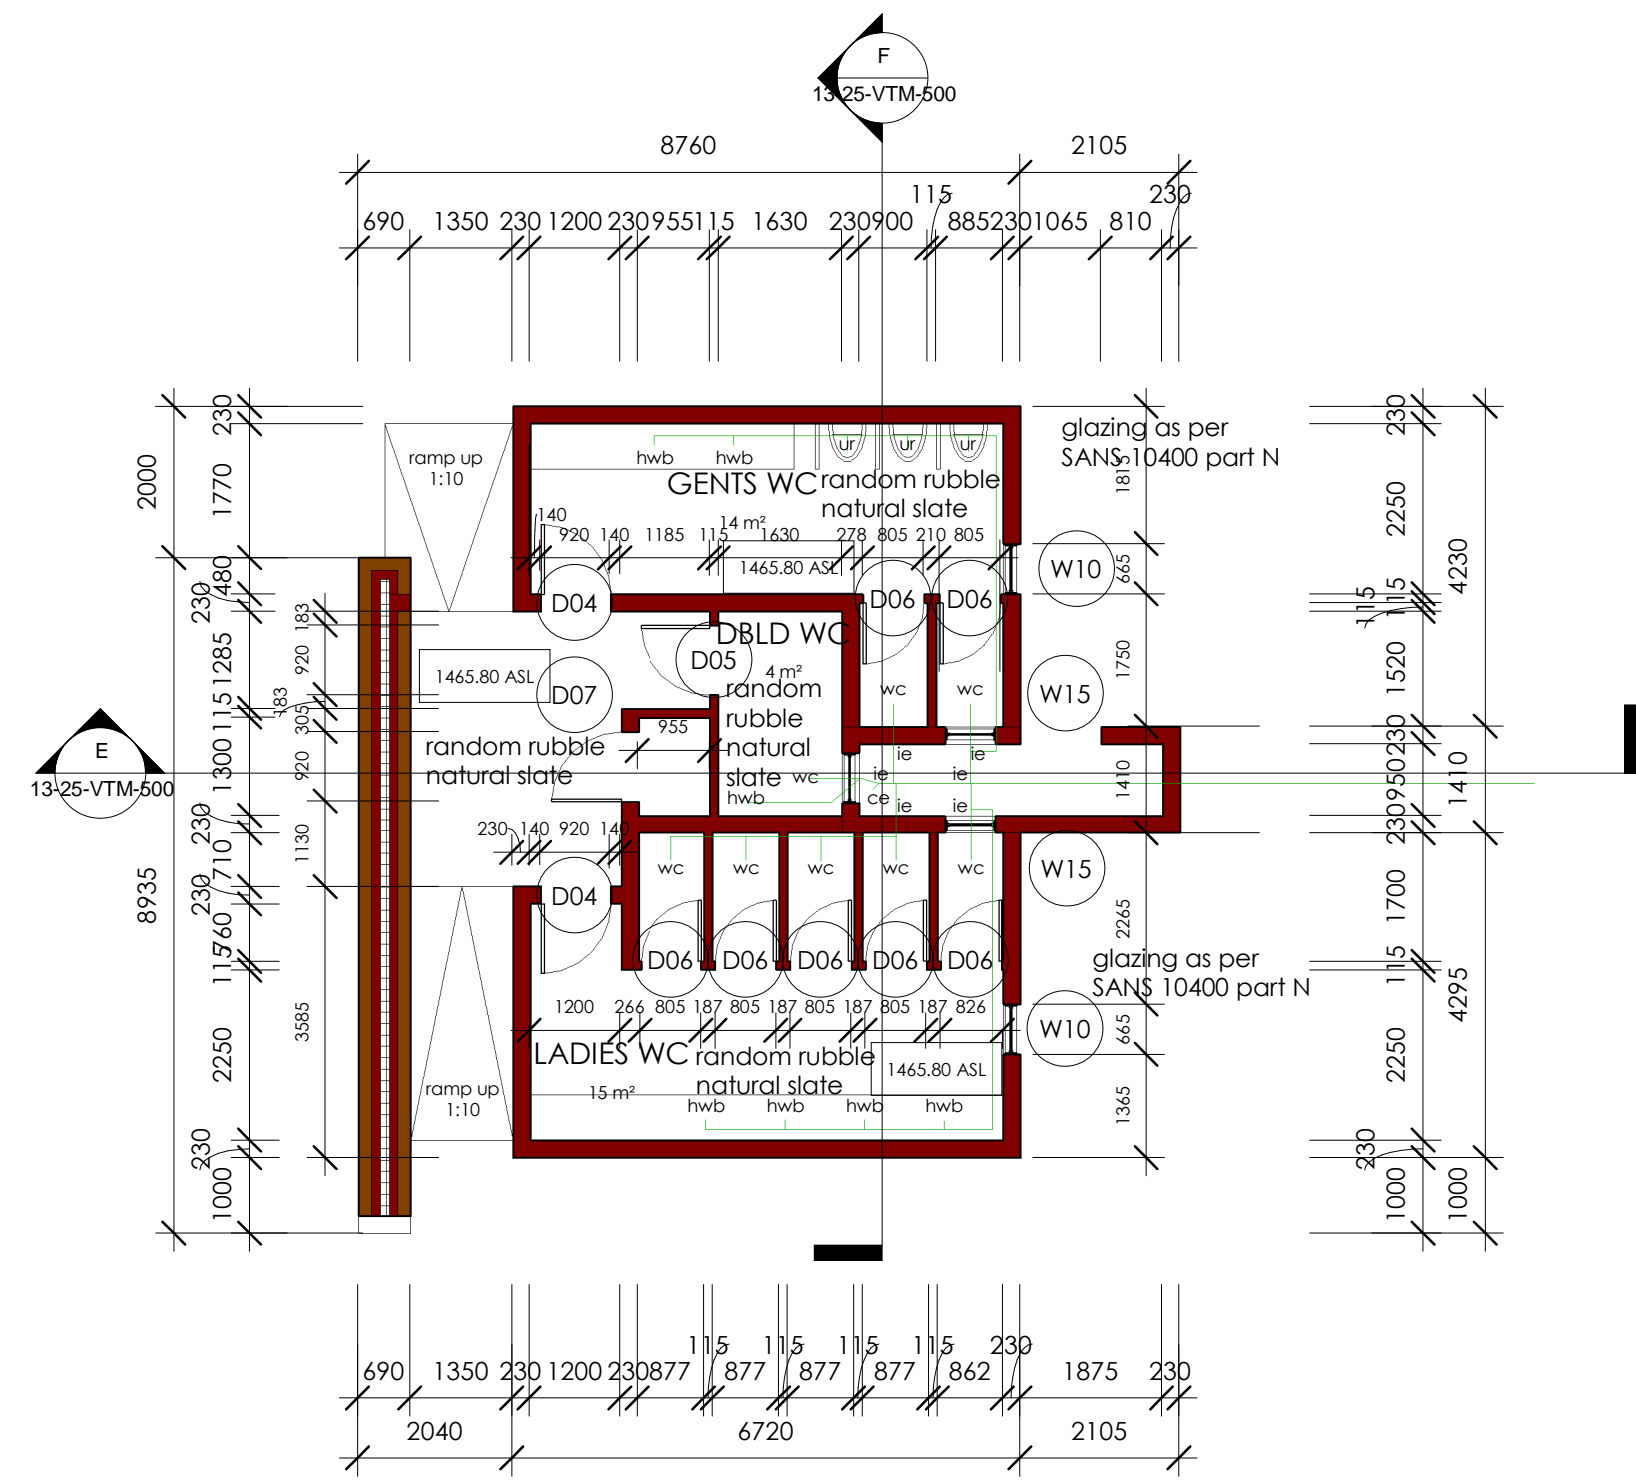 F
13-25-VTM-500
8760
2105
115
230
690
1350
230
1200
230
955
115
1630
230
900
885
230
1065
810
230
1770
480
230
1285
115
1300
230
710
230
760
115
2250
230
1000
2000
8935
183
920
183
305
920
1130
3585
ramp up
1:10
hwb
hwb
ur
ur
ur
GENTS WC
random rubble
natural slate
14 m²
140
920
140
1185
115
1630
278
805
210
805
1465.80 ASL
D04
D06
D06
DBLD WC
D05
4 m²
1465.80 ASL
D07
random
rubble
natural
slate
wc
hwb
wc
wc
955
random rubble
natural slate
E
13-25-VTM-500
ie
ie
ie
ie
ce
ie
ie
230
140
920
140
D04
wc
wc
wc
wc
wc
D06
D06
D06
D06
D06
1200
266
805
187
805
187
805
187
805
187
826
LADIES WC
random rubble
natural slate
1465.80 ASL
15 m²
hwb
hwb
hwb
hwb
ramp up
1:10
glazing as per
SANS 10400 part N
W10
W15
W15
glazing as per
SANS 10400 part N
W10
1815
665
1750
1410
2265
665
1365
230
2250
115
115
1520
230
950
230
1700
115
2250
230
1000
4230
1410
4295
1000
115
115
115
115
230
690
1350
230
1200
230
877
877
877
877
862
1875
230
2040
6720
2105